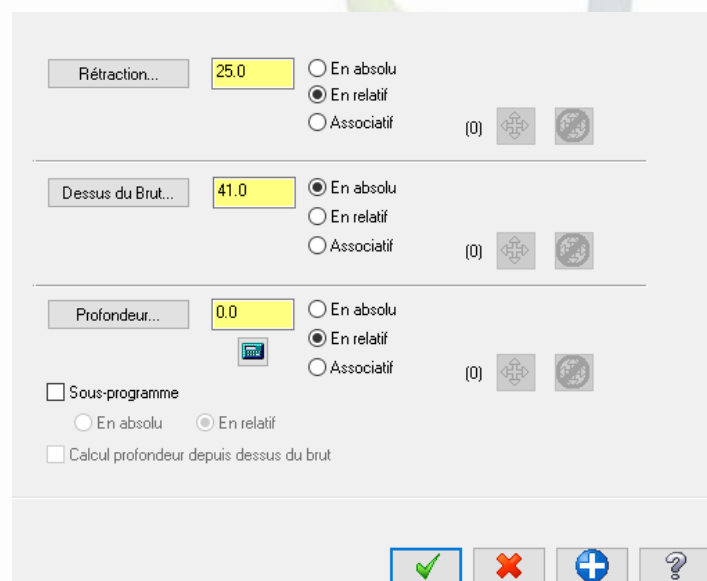 Rétraction...
25.0
En absolu
En relatif
Associatif
(0)
Dessus du Brut...
41.0
En absolu
En relatif
Associatif
(0)
Profondeur...
0.0
En absolu
En relatif
Associatif
(0)
Sous-programme
En absolu En relatif
Calcul profondeur depuis dessus du brut
?